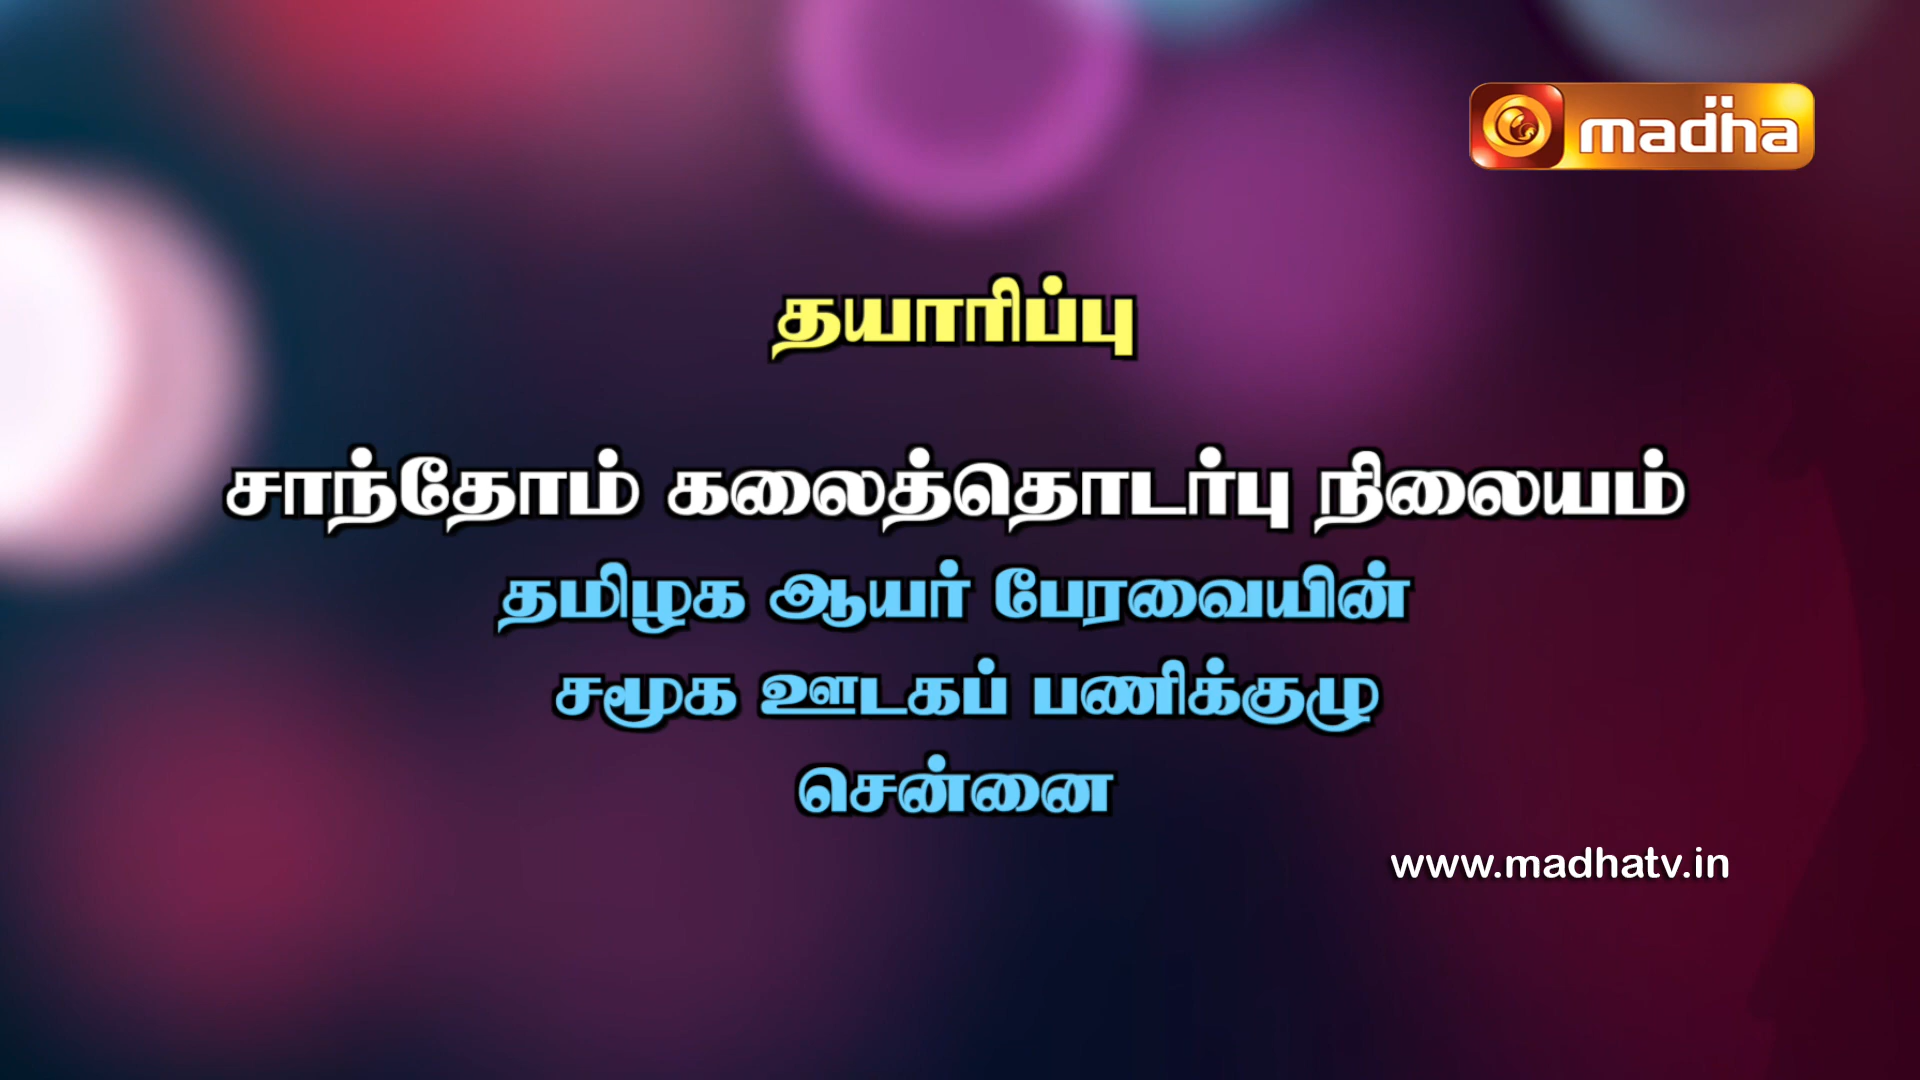 madha
தயாரிப்பு
சாந்தோம் கலைத்தொடர்பு நிலையம்
தமிழக ஆயர் பேரவையின்
சமூக ஊடகப் பணிக்குழு
சென்னை
www.madhatv.in